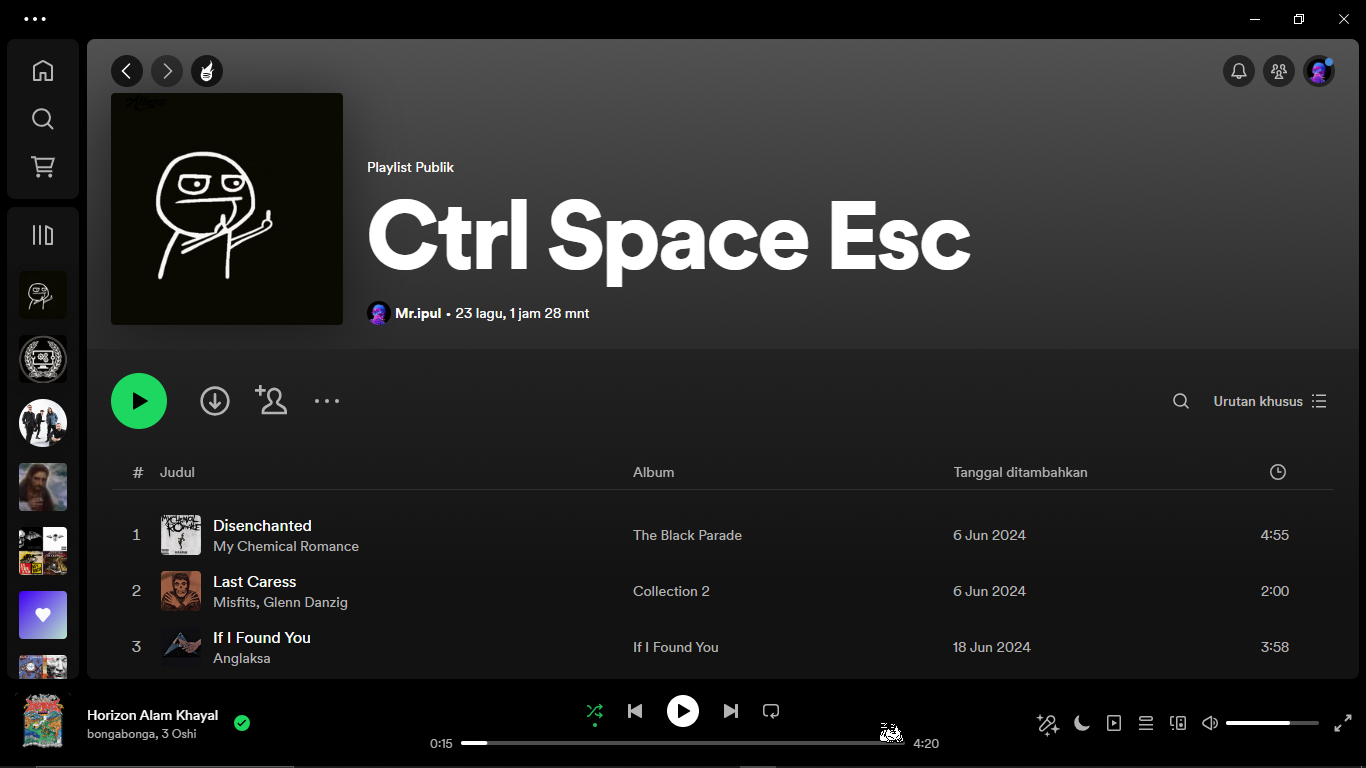 Playlist Publik
Ctrl Space Esc
Mr.ipul • 23 lagu, 1 jam 28 mnt
Urutan khusus
# Judul Album Tanggal ditambahkan
1 Disenchanted The Black Parade 6 Jun 2024 4:55
My Chemical Romance
2 Last Caress Collection 2 6 Jun 2024 2:00
Misfits, Glenn Danzig
3 If I Found You If I Found You 18 Jun 2024 3:58
Anglaksa
Horizon Alam Khayal
bongabonga, 3 Oshi
0:15 4:20